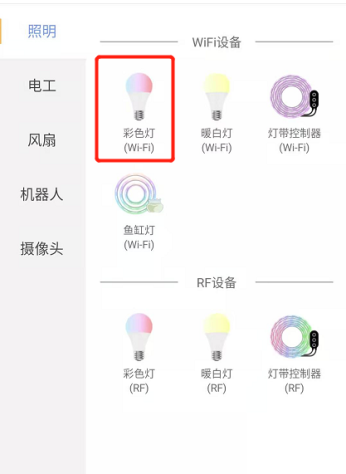 照明
电工
风扇
机器人
摄像头
WiFi设备
彩色灯
(Wi-Fi)
暖白灯
(Wi-Fi)
灯带控制器
(Wi-Fi)
鱼缸灯
(Wi-Fi)
RF设备
彩色灯
(RF)
暖白灯
(RF)
灯带控制器
(RF)